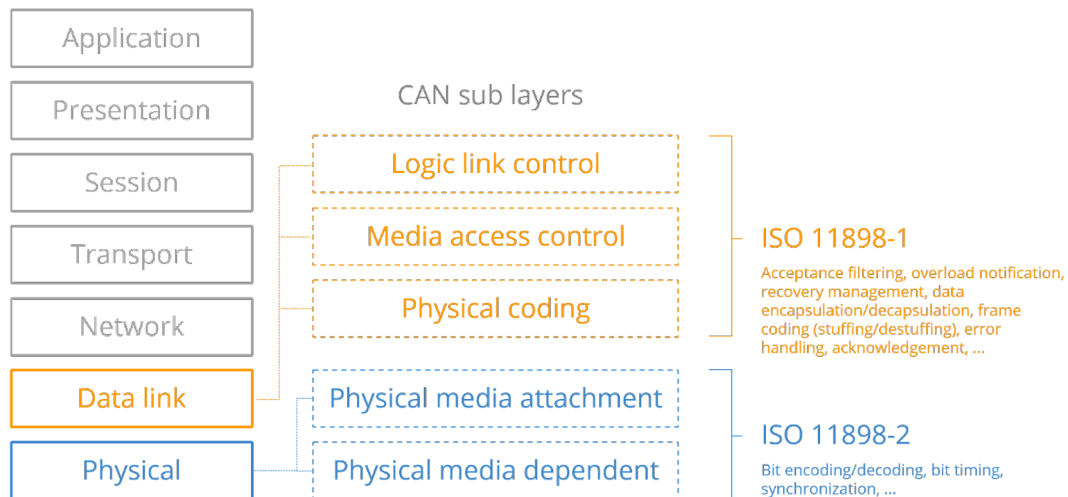 Application
Presentation
Session
Transport
Network
Data link
Physical
CAN sub layers
Logic link control
Media access control
Physical coding
Physical media attachment
Physical media dependent
ISO 11898-1
Acceptance filtering, overload notification,
recovery management, data
encapsulation/decapsulation, frame
coding (stuffing/destuffing), error
handling, acknowledgement, ...
ISO 11898-2
Bit encoding/decoding, bit timing,
synchronization, ...